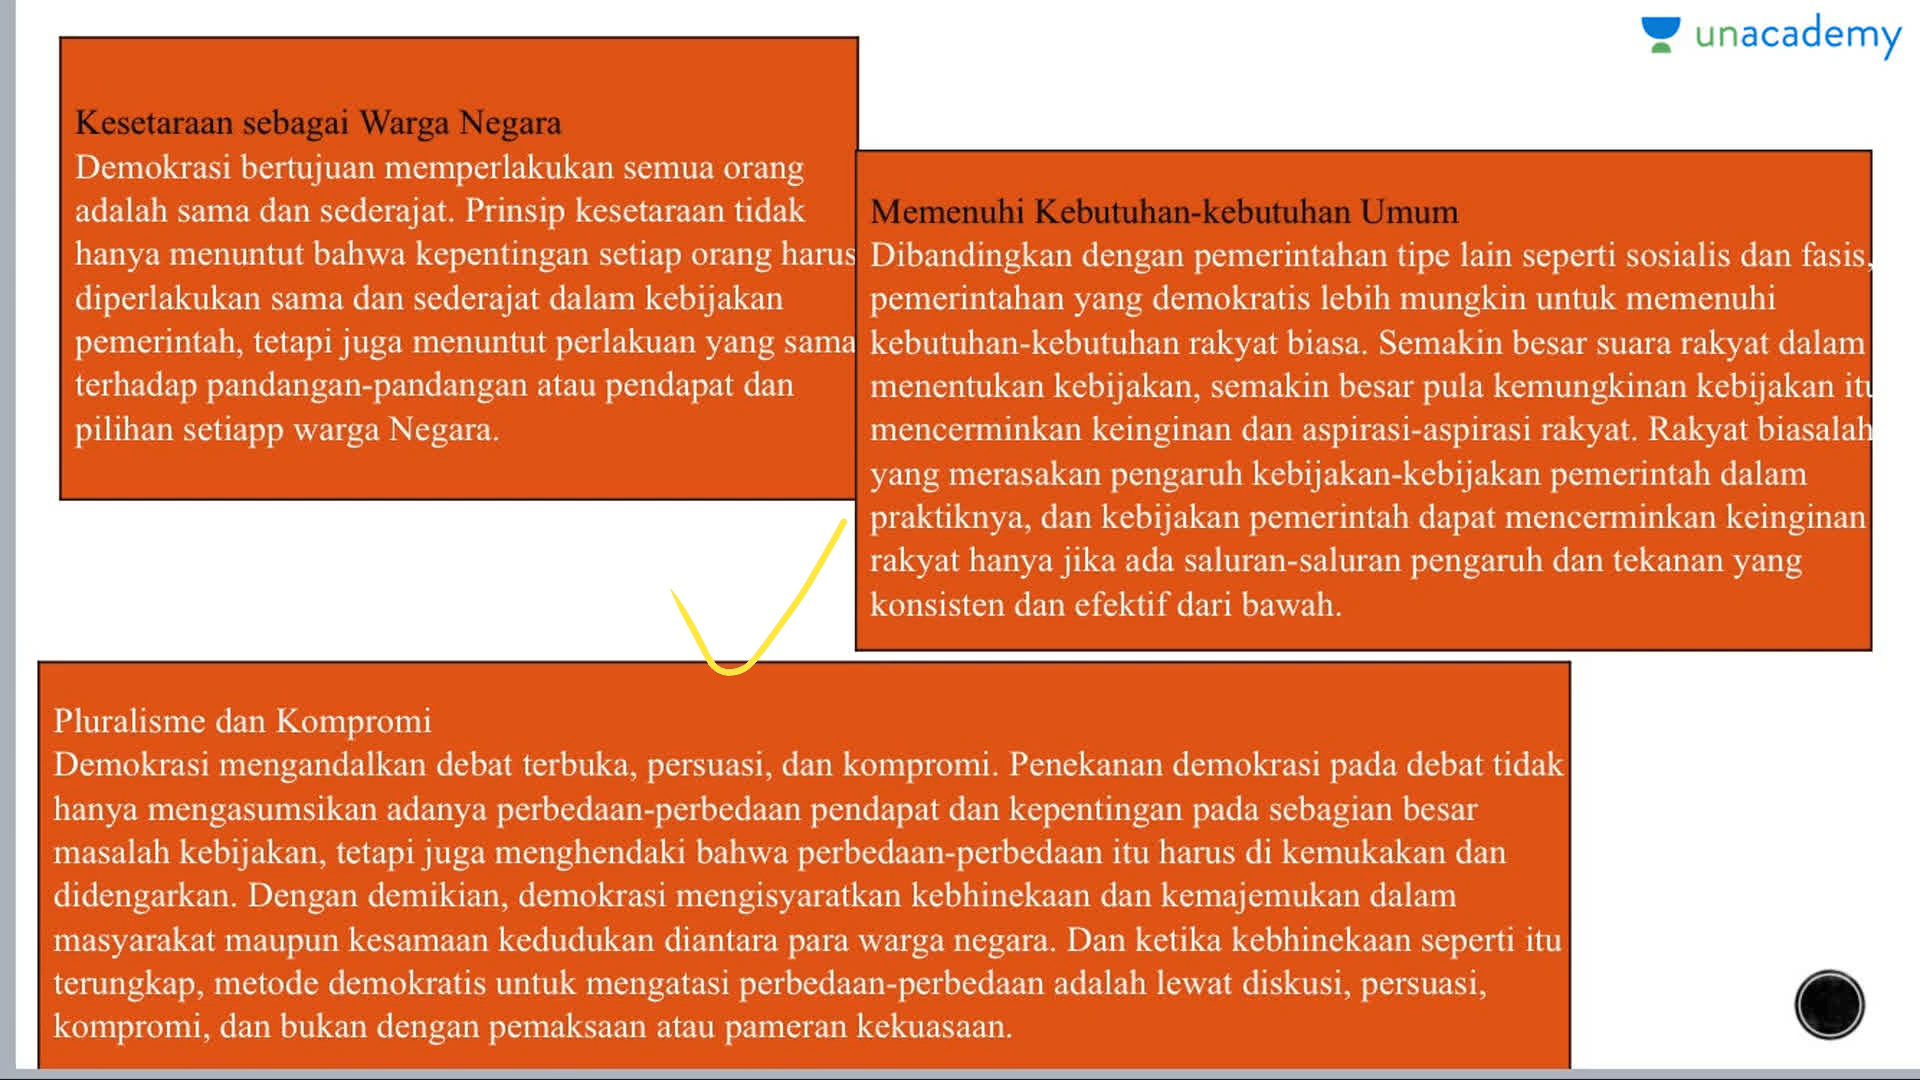 unacademy
Kesetaraan sebagai Warga Negara
Demokrasi bertujuan memperlakukan semua orang
adalah sama dan sederajat. Prinsip kesetaraan tidak
hanya menuntut bahwa kepentingan setiap orang harus
diperlakukan sama dan sederajat dalam kebijakan
pemerintah, tetapi juga menuntut perlakuan yang sama
terhadap pandangan-pandangan atau pendapat dan
pilihan setiapp warga Negara.
Memenuhi Kebutuhan-kebutuhan Umum
Dibandingkan dengan pemerintahan tipe lain seperti sosialis dan fasis,
pemerintahan yang demokratis lebih mungkin untuk memenuhi
kebutuhan-kebutuhan rakyat biasa. Semakin besar suara rakyat dalam
menentukan kebijakan, semakin besar pula kemungkinan kebijakan itu
mencerminkan keinginan dan aspirasi-aspirasi rakyat. Rakyat biasalah
yang merasakan pengaruh kebijakan-kebijakan pemerintah dalam
praktiknya, dan kebijakan pemerintah dapat mencerminkan keinginan
rakyat hanya jika ada saluran-saluran pengaruh dan tekanan yang
konsisten dan efektif dari bawah.
Pluralisme dan Kompromi
Demokrasi mengandalkan debat terbuka, persuasi, dan kompromi. Penekanan demokrasi pada debat tidak
hanya mengasumsikan adanya perbedaan-perbedaan pendapat dan kepentingan pada sebagian besar
masalah kebijakan, tetapi juga menghendaki bahwa perbedaan-perbedaan itu harus di kemukakan dan
didengarkan. Dengan demikian, demokrasi mengisyaratkan kebhinekaan dan kemajemukan dalam
masyarakat maupun kesamaan kedudukan diantara para warga negara. Dan ketika kebhinekaan seperti itu
terungkap, metode demokratis untuk mengatasi perbedaan-perbedaan adalah lewat diskusi, persuasi,
kompromi, dan bukan dengan pemaksaan atau pameran kekuasaan.